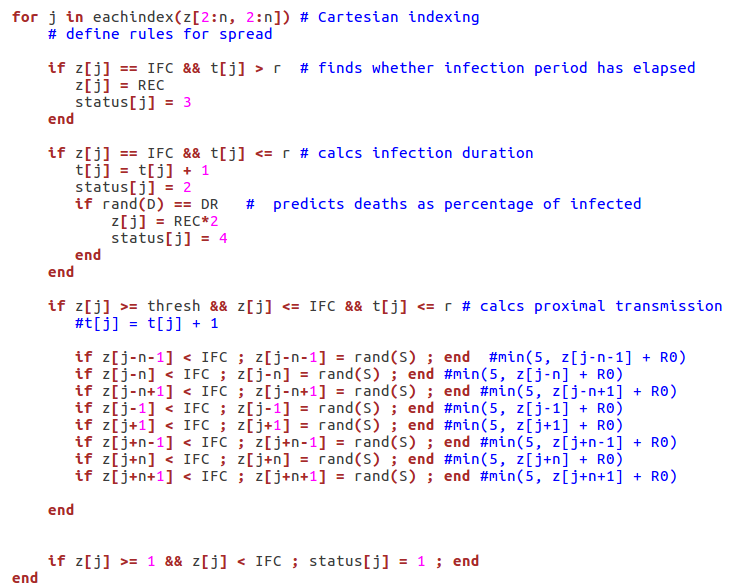 for j in eachindex(z[2:n, 2:n]) # Cartesian indexing
    # define rules for spread

    if z[j] == IFC && t[j] > r  # finds whether infection period has elapsed
       z[j] = REC
       status[j] = 3
    end

    if z[j] == IFC && t[j] <= r # calcs infection duration
       t[j] = t[j] + 1
       status[j] = 2
       if rand(D) == DR   #  predicts deaths as percentage of infected
           z[j] = REC*2
           status[j] = 4
       end
    end

    if z[j] >= thresh && z[j] <= IFC && t[j] <= r # calcs proximal transmission
       #t[j] = t[j] + 1

       if z[j-n-1] < IFC ; z[j-n-1] = rand(S) ; end  #min(5, z[j-n-1] + R0)
       if z[j-n] < IFC ; z[j-n] = rand(S) ; end #min(5, z[j-n] + R0)
       if z[j-n+1] < IFC ; z[j-n+1] = rand(S) ; end #min(5, z[j-n+1] + R0)
       if z[j-1] < IFC ; z[j-1] = rand(S) ; end #min(5, z[j-1] + R0)
       if z[j+1] < IFC ; z[j+1] = rand(S) ; end #min(5, z[j+1] + R0)
       if z[j+n-1] < IFC ; z[j+n-1] = rand(S) ; end #min(5, z[j+n-1] + R0)
       if z[j+n] < IFC ; z[j+n] = rand(S) ; end #min(5, z[j+n] + R0)
       if z[j+n+1] < IFC ; z[j+n+1] = rand(S) ; end #min(5, z[j+n+1] + R0)

    end


    if z[j] >= 1 && z[j] < IFC ; status[j] = 1 ; end
end